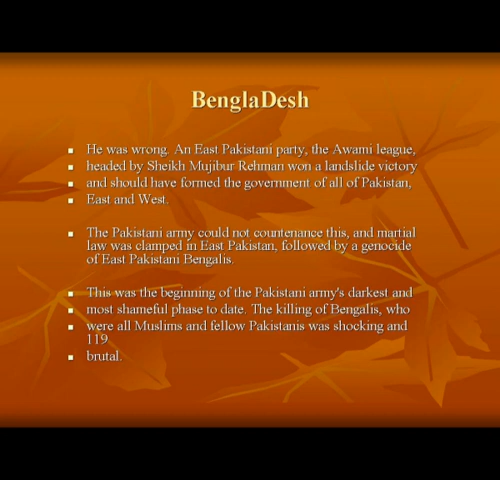 BenglaDesh
He was wrong. An East Pakistani party, the Awami league,
headed by Sheikh Mujibur Rehman won a landslide victory
and should have formed the government of all of Pakistan,
East and West.
The Pakistani army could not countenance this, and martial
law was clamped in East Pakistan, followed by a genocide
of East Pakistani Bengalis.
This was the beginning of the Pakistani army's darkest and
most shameful phase to date. The killing of Bengalis, who
were all Muslims and fellow Pakistanis was shocking and
119.
brutal.